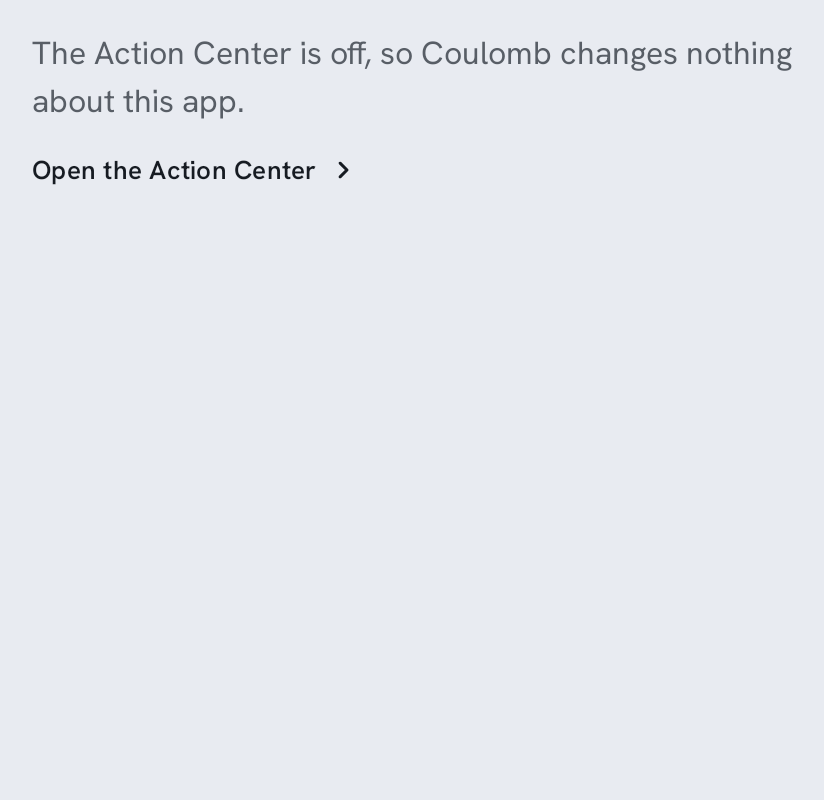 The Action Center is off, so Coulomb changes nothing
about this app.
Open the Action Center